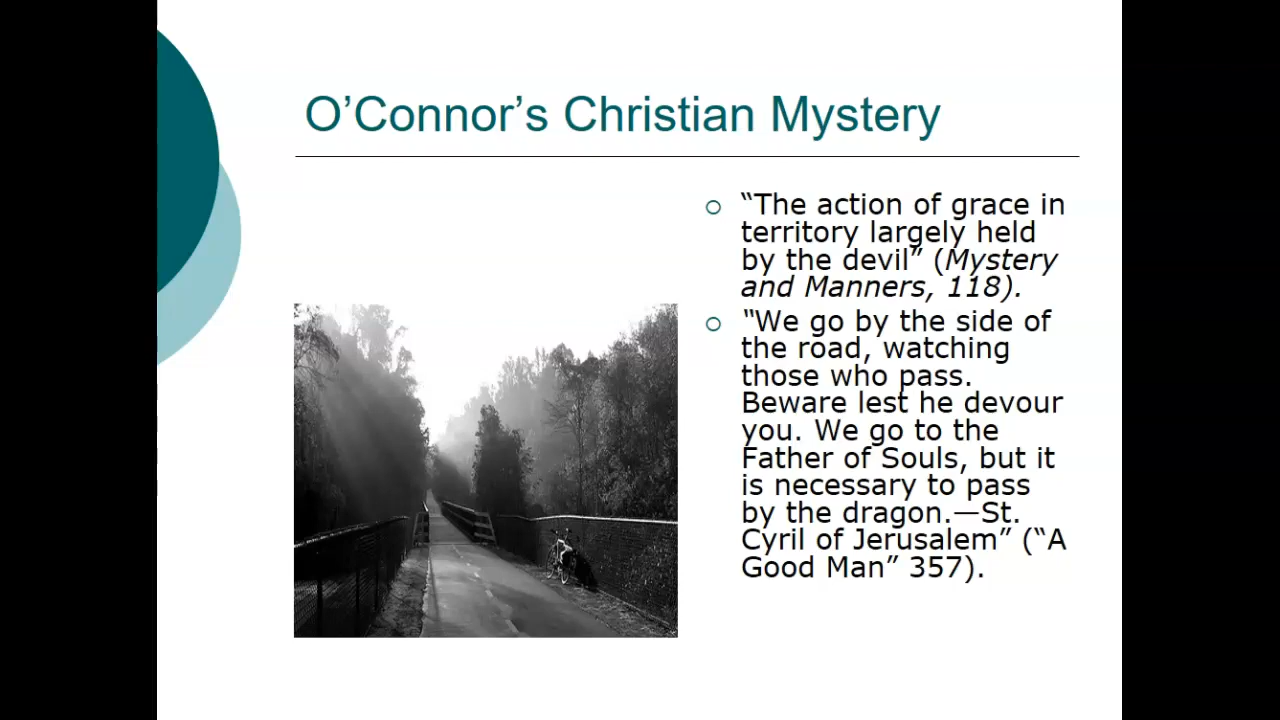 O’Connor’s Christian Mystery
“The action of grace in
territory largely held
by the devil” (Mystery
and Manners, 118).
“We go by the side of
the road, watching
those who pass.
Beware lest he devour
you. We go to the
Father of Souls, but it
is necessary to pass
by the dragon.—St.
Cyril of Jerusalem” (“A
Good Man” 357).